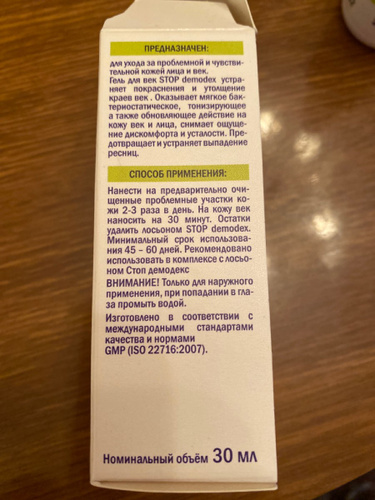 ПРЕДНАЗНАЧЕН:
для ухода за проблемной и чувстви-
тельной кожей лица и век.
Гель для век STOP demodex устра-
няет покраснения и утолщение
краев век . Оказывает мягкое бак-
териостатическое, тонизирующее
а также обновляющее действие на
кожу век и лица, снимает ощуще-
ние дискомфорта и усталости. Пре-
дотвращает и устраняет выпадение
ресниц.
СПОСОБ ПРИМЕНЕНИЯ:
Нанести на предварительно очи-
щенные проблемные участки ко-
жи 2-3 раза в день. На кожу век
наносить на 30 минут. Остатки
удалить лосьоном STOP demodex.
Минимальный срок использова-
ния 45 – 60 дней. Рекомендовано
использовать в комплексе с лосьо-
ном Стоп демодекс
ВНИМАНИЕ! Только для наружного
применения, при попадании в гла-
за промыть водой.
Изготовлено в соответствии с
международными стандартами
качества и нормами
GMP (ISO 22716:2007).
Номинальный объём 30 мл